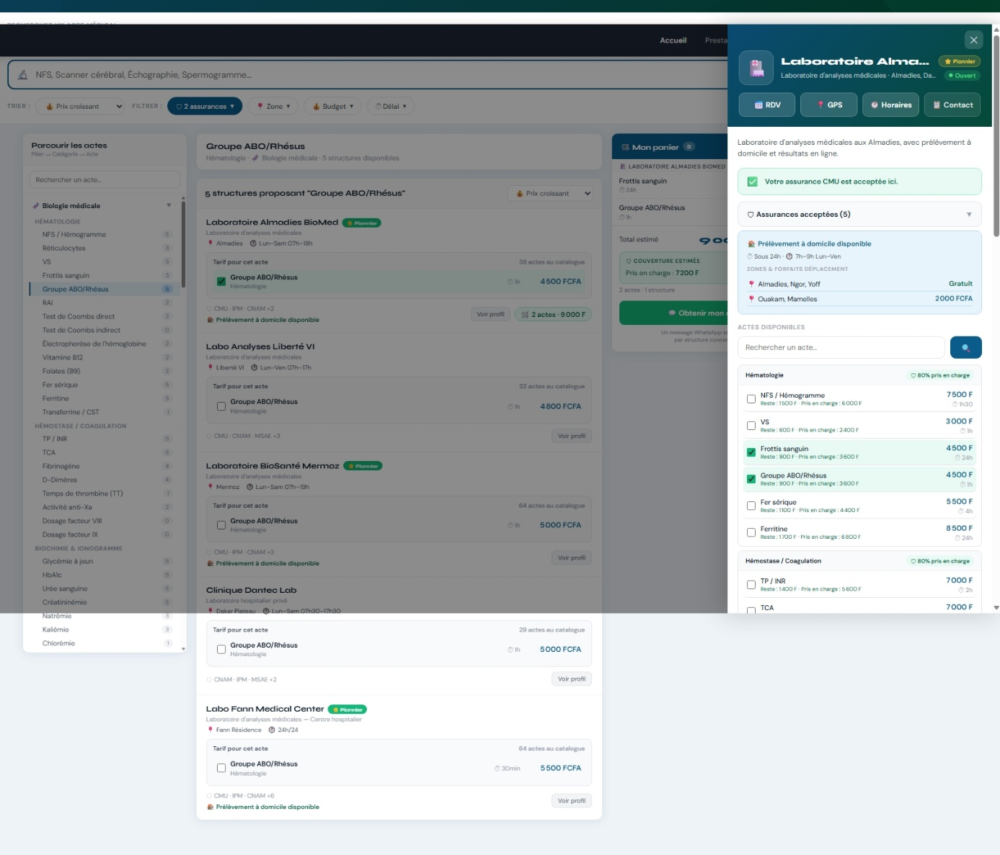 Accueil
NFS, Scanner cérébral, Échographie, Spermogramme...
TRIER :
Prix croissant
FILTRER :
2 assurances ▾
Zone ▾
Budget ▾
Délai ▾
Parcourir les actes
Pilier → Catégorie → Acte
Rechercher un acte...
Biologie médicale
HÉMATOLOGIE
NFS / Hémogramme 5
Réticulocytes 3
VS 5
Frottis sanguin 3
Groupe ABO/Rhésus 5
RAI 2
Test de Coombs direct 2
Test de Coombs indirect 0
Électrophorèse de l'hémoglobine 2
Vitamine B12 2
Folates (B9) 2
Fer sérique 5
Ferritine 5
Transferrine / CST 1
HÉMOSTASE / COAGULATION
TP / INR 5
TCA 5
Fibrinogène 4
D-Dimères 4
Temps de thrombine (TT) 1
Activité anti-Xa 2
Dosage facteur VIII 0
Dosage facteur IX 0
BIOCHIMIE & IONOGRAMME
Glycémie à jeun 5
HbA1c 5
Urée sanguine 5
Créatininémie 5
Natrémie 3
Kaliémie 3
Chlorémie 1
Groupe ABO/Rhésus
Hématologie · Biologie médicale · 5 structures disponibles
5 structures proposant "Groupe ABO/Rhésus"
Prix croissant
Laboratoire Almadies BioMed Pionnier
Laboratoire d'analyses médicales
Almadies Lun–Sam 07h–18h
Tarif pour cet acte 38 actes au catalogue
Groupe ABO/Rhésus
Hématologie
1h 4 500 FCFA
CMU · IPM · CNAM +2
Prélèvement à domicile disponible
Voir profil
2 actes · 9 000 F
Labo Analyses Liberté VI
Laboratoire d'analyses médicales
Liberté VI Lun–Ven 07h–17h
Tarif pour cet acte 32 actes au catalogue
Groupe ABO/Rhésus
Hématologie
1h 4 800 FCFA
CMU · CNAM · MSAE +3
Voir profil
Laboratoire BioSanté Mermoz Pionnier
Laboratoire d'analyses médicales
Mermoz Lun–Sam 07h–19h
Tarif pour cet acte 64 actes au catalogue
Groupe ABO/Rhésus
Hématologie
1h 5 000 FCFA
CMU · IPM · CNAM +3
Prélèvement à domicile disponible
Voir profil
Clinique Dantec Lab
Laboratoire hospitalier privé
Dakar Plateau Lun–Sam 07h30–17h30
Tarif pour cet acte 29 actes au catalogue
Groupe ABO/Rhésus
Hématologie
1h 5 000 FCFA
CNAM · IPM · MSAE +2
Voir profil
Labo Fann Medical Center Pionnier
Laboratoire d'analyses médicales — Centre hospitalier
Fann Résidence 24h/24
Tarif pour cet acte 64 actes au catalogue
Groupe ABO/Rhésus
Hématologie
30min 5 500 FCFA
CMU · IPM · CNAM +6
Prélèvement à domicile disponible
Voir profil
Mon panier 2
LABORATOIRE ALMADIES BIOMED
Frottis sanguin
24h
Groupe ABO/Rhésus
1h
Total estimé
COUVERTURE ESTIMÉE
Pris en charge : 7 200 F
2 actes · 1 structure
Obtenir mon
Un message WhatsApp
par structure
Laboratoire Alma... Pionnier
Laboratoire d'analyses médicales · Almadies, Da... Ouvert
RDV
GPS
Horaires
Contact
Laboratoire d'analyses médicales aux Almadies, avec prélèvement à
domicile et résultats en ligne.
Votre assurance CMU est acceptée ici.
Assurances acceptées (5)
Prélèvement à domicile disponible
Sous 24h · 7h–9h Lun–Ven
ZONES & FORFAITS DÉPLACEMENT
Almadies, Ngor, Yoff Gratuit
Ouakam, Mamelles 2 000 FCFA
ACTES DISPONIBLES
Rechercher un acte...
Hématologie 80% pris en charge
NFS / Hémogramme 7 500 F
Reste : 1 500 F · Pris en charge : 6 000 F 1h30
VS 3 000 F
Reste : 600 F · Pris en charge : 2 400 F 1h
Frottis sanguin 4 500 F
Reste : 900 F · Pris en charge : 3 600 F 24h
Groupe ABO/Rhésus 4 500 F
Reste : 900 F · Pris en charge : 3 600 F 1h
Fer sérique 5 500 F
Reste : 1 100 F · Pris en charge : 4 400 F 4h
Ferritine 8 500 F
Reste : 1 700 F · Pris en charge : 6 800 F 24h
Hémostase / Coagulation 80% pris en charge
TP / INR 7 000 F
Reste : 1 400 F · Pris en charge : 5 600 F 2h
TCA 7 000 F